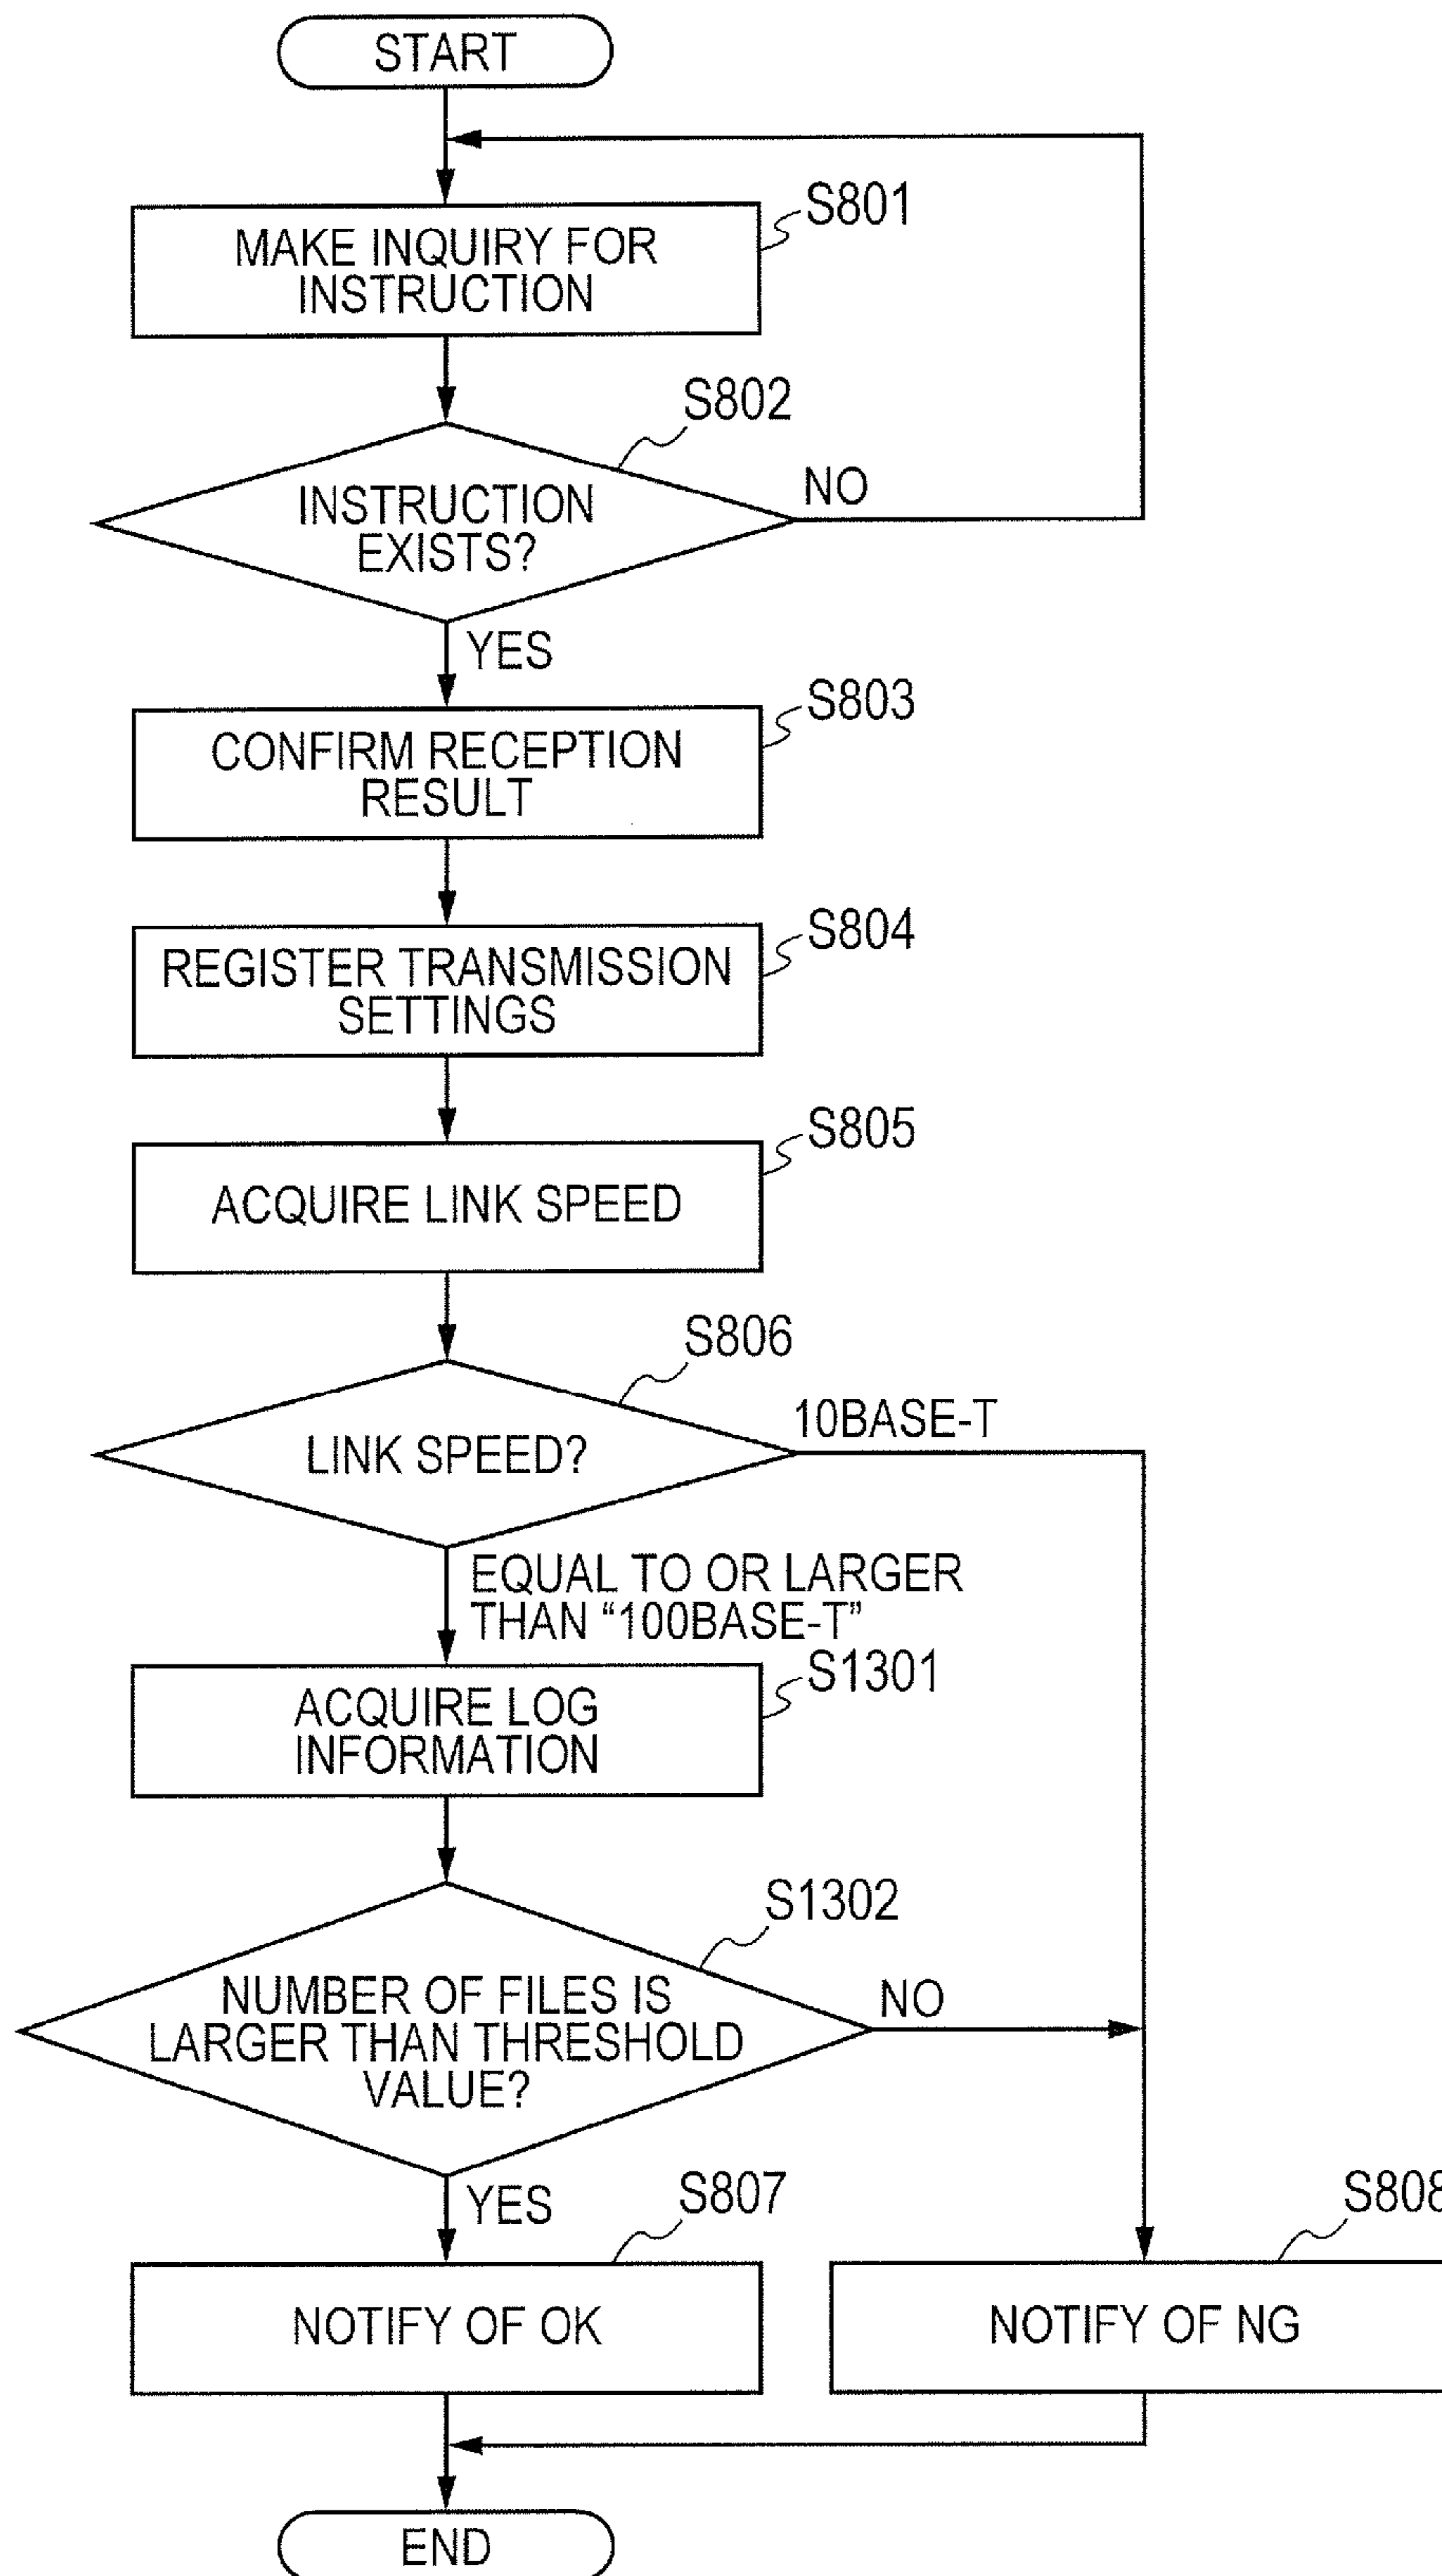 START
S801
MAKE INQUIRY FOR
INSTRUCTION
S802
INSTRUCTION
EXISTS?
NO
YES
S803
CONFIRM RECEPTION
RESULT
S804
REGISTER TRANSMISSION
SETTINGS
S805
ACQUIRE LINK SPEED
S806
10BASE-T
LINK SPEED?
EQUAL TO OR LARGER
THAN “100BASE-T”
S1301
ACQUIRE LOG
INFORMATION
S1302
NUMBER OF FILES IS
LARGER THAN THRESHOLD
VALUE?
NO
YES
S807
S808
NOTIFY OF OK
NOTIFY OF NG
END